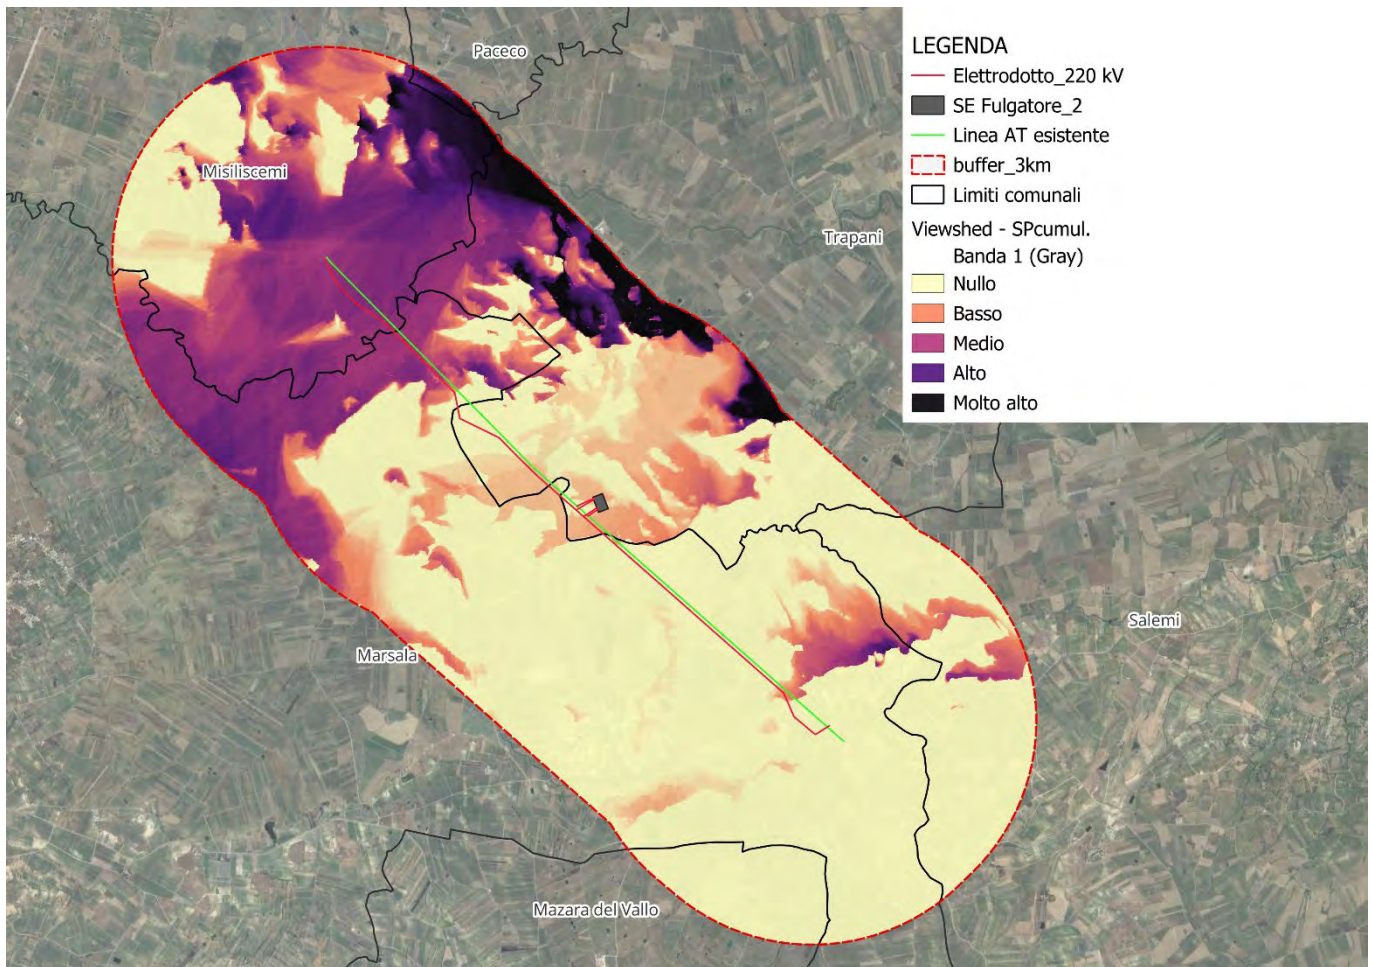 Paceco
Misiliscemi
Trapani
Salemi
Marsala
Mazara del Vallo
LEGENDA
Elettrodotto_220 kV
SE Fulgatore_2
Linea AT esistente
buffer_3km
Limiti comunali
Viewshed - SPcumul.
Banda 1 (Gray)
Nullo
Basso
Medio
Alto
Molto alto